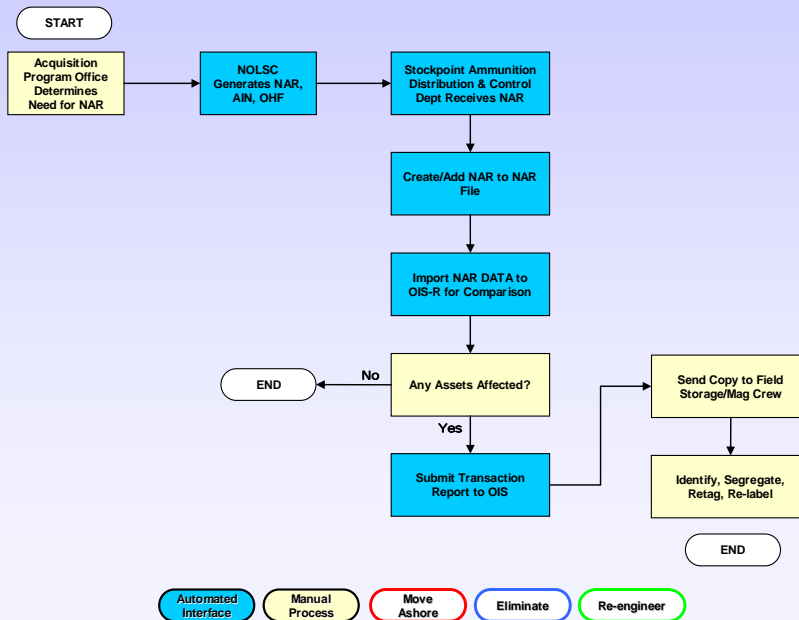 START
Acquisition
Program Office
Determines
Need for NAR
NOLSC
Generates NAR,
AIN, OHF
Stockpoint Ammunition
Distribution & Control
Dept Receives NAR
Create/Add NAR to NAR
File
Import NAR DATA to
OIS-R for Comparison
Any Assets Affected?
No
END
Yes
Submit Transaction
Report to OIS
Send Copy to Field
Storage/Mag Crew
Identify, Segregate,
Retag, Re-label
END
Automated
Interface
Manual
Process
Move
Ashore
Eliminate
Re-engineer